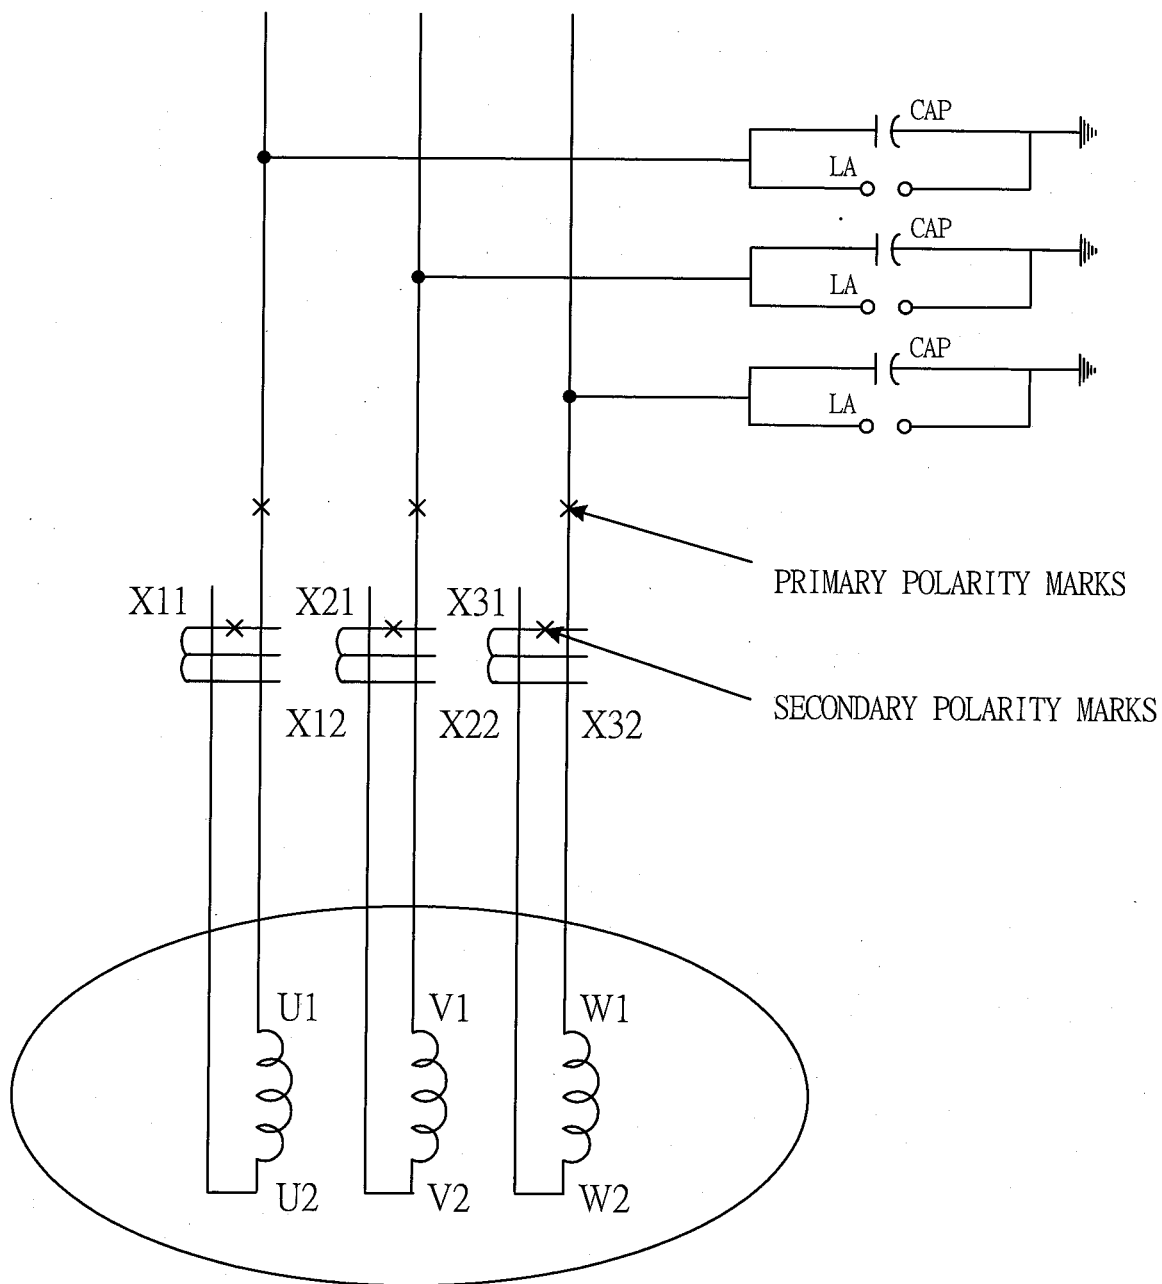 CAP
LA
CAP
LA
CAP
LA
PRIMARY POLARITY MARKS
X11 X21 X31
SECONDARY POLARITY MARKS
X12 X22 X32
U1 V1 W1
U2 V2 W2